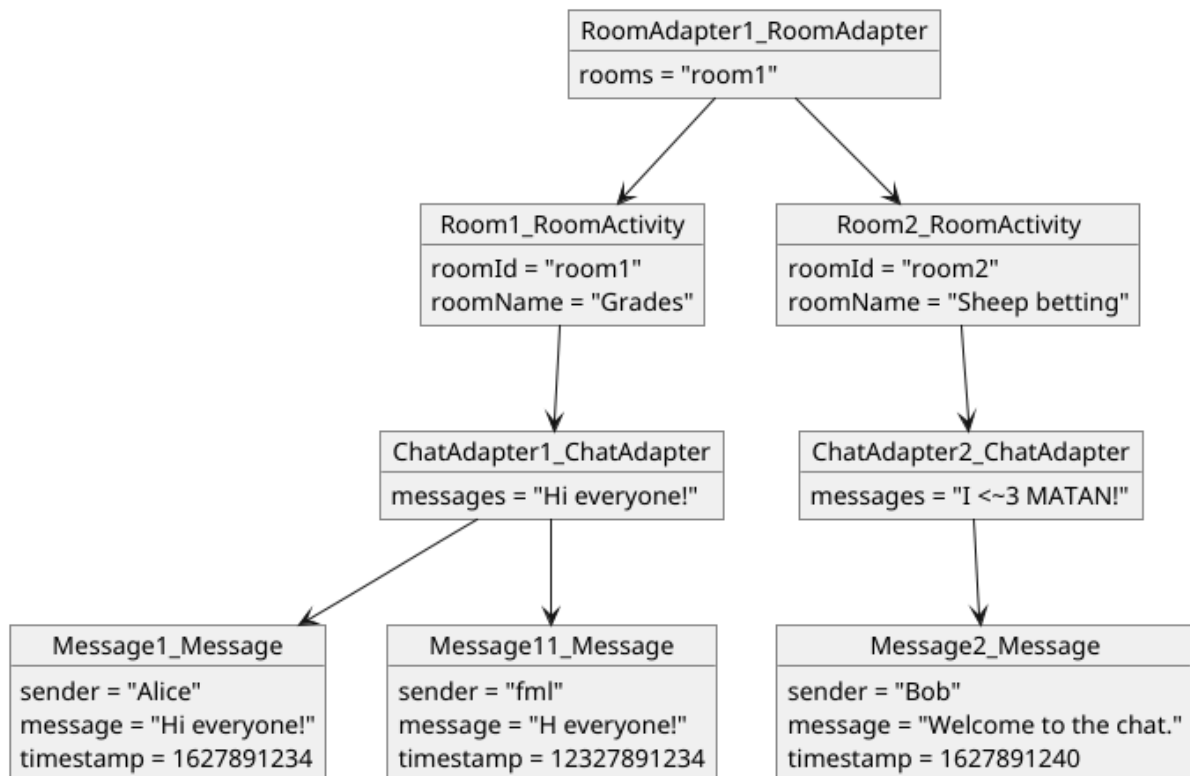 RoomAdapter1_RoomAdapter
rooms = "room1"
Room1_RoomActivity
roomId = "room1"
roomName = "Grades"
Room2_RoomActivity
roomId = "room2"
roomName = "Sheep betting"
ChatAdapter1_ChatAdapter
messages = "Hi everyone!"
ChatAdapter2_ChatAdapter
messages = "I <~3 MATAN!"
Message1_Message
sender = "Alice"
message = "Hi everyone!"
timestamp = 1627891234
Message11_Message
sender = "fml"
message = "H everyone!"
timestamp = 12327891234
Message2_Message
sender = "Bob"
message = "Welcome to the chat."
timestamp = 1627891240